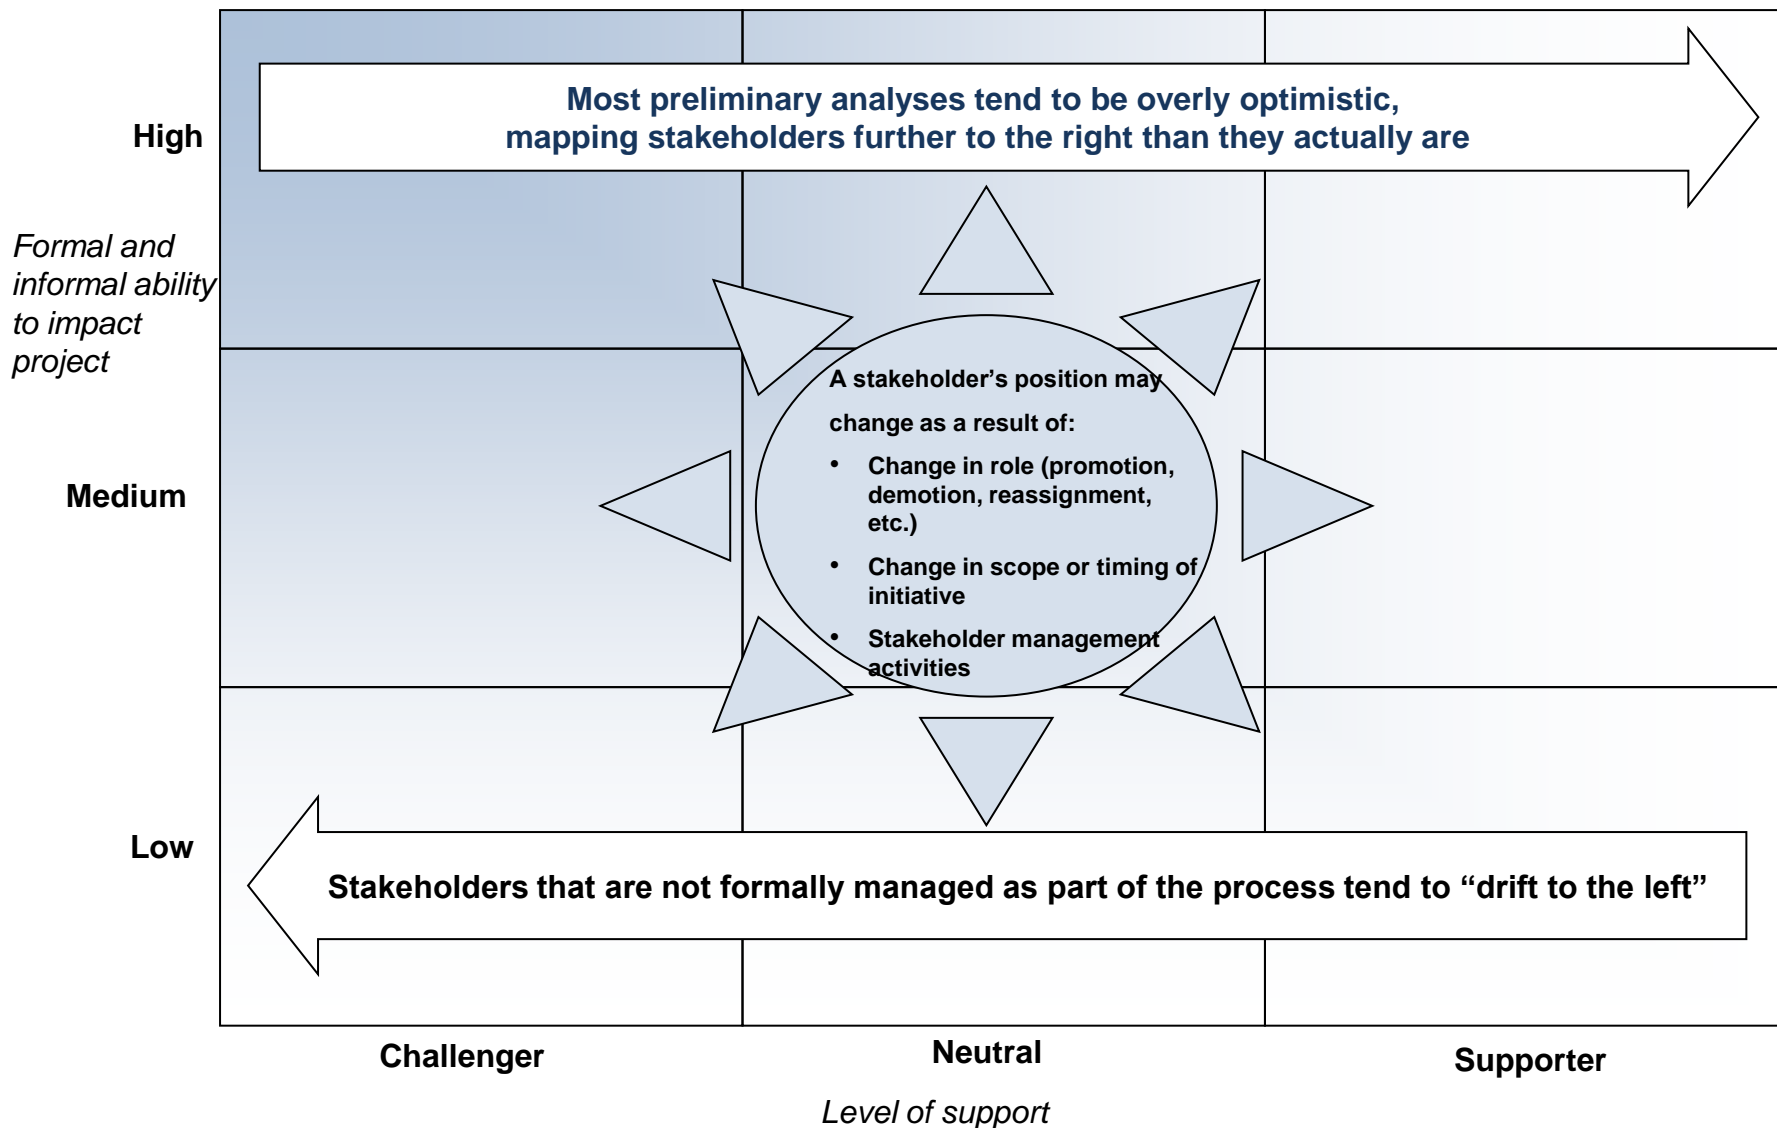 Most preliminary analyses tend to be overly optimistic,
mapping stakeholders further to the right than they actually are
High
Formal and
informal ability
to impact
project
A stakeholder’s position may
change as a result of:
• Change in role (promotion,
demotion, reassignment,
etc.)
• Change in scope or timing of
initiative
• Stakeholder management
activities
Medium
Low
Stakeholders that are not formally managed as part of the process tend to “drift to the left”
Challenger
Neutral
Supporter
Level of support